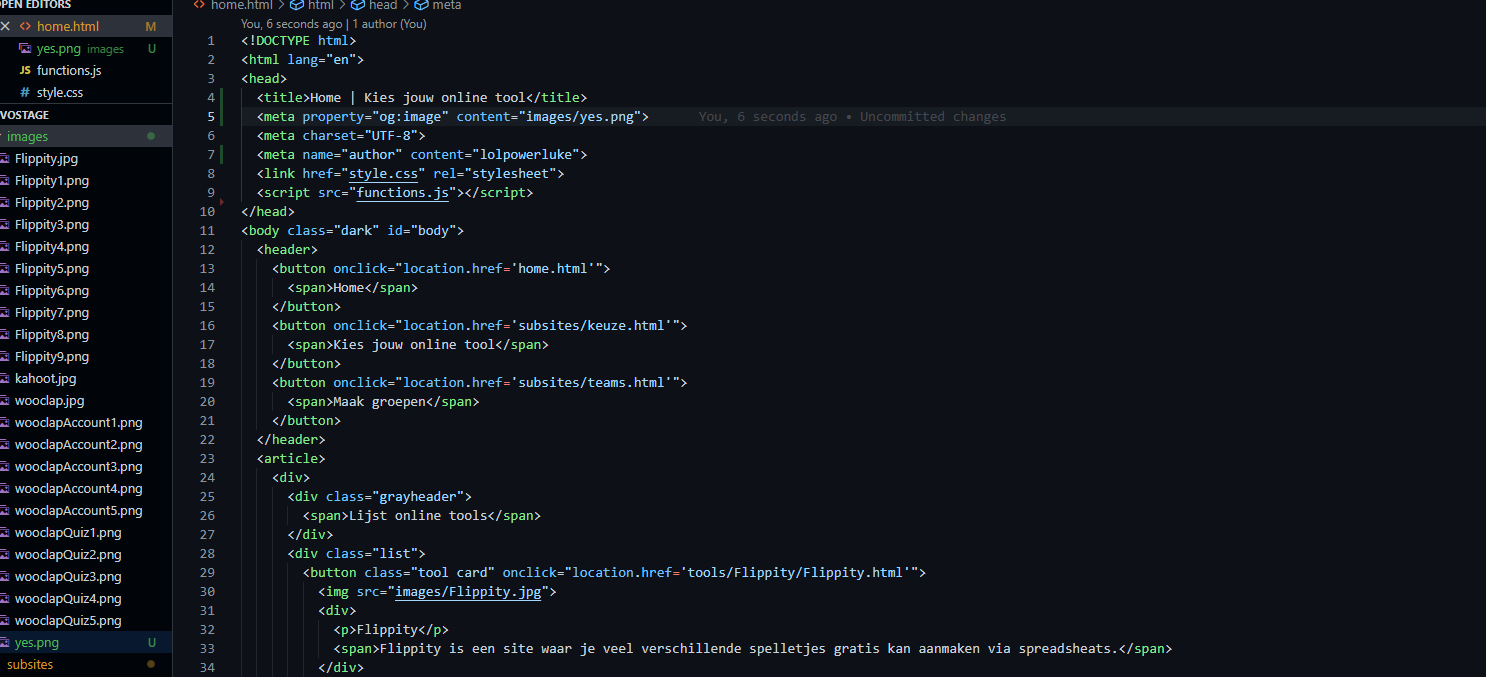 OPEN EDITORS
home.html M
yes.png images U
JS functions.js
# style.css
VOSTAGE
images
Flippity.jpg
Flippity1.png
Flippity2.png
Flippity3.png
Flippity4.png
Flippity5.png
Flippity6.png
Flippity7.png
Flippity8.png
Flippity9.png
kahoot.jpg
wooclap.jpg
wooclapAccount1.png
wooclapAccount2.png
wooclapAccount3.png
wooclapAccount4.png
wooclapAccount5.png
wooclapQuiz1.png
wooclapQuiz2.png
wooclapQuiz3.png
wooclapQuiz4.png
wooclapQuiz5.png
yes.png U
subsites
home.html > html > head > meta
You, 6 seconds ago | 1 author (You)
1 <!DOCTYPE html>
2 <html lang="en">
3 <head>
4 <title>Home | Kies jouw online tool</title>
5 <meta property="og:image" content="images/yes.png"> You, 6 seconds ago • Uncommitted changes
6 <meta charset="UTF-8">
7 <meta name="author" content="lolpowerluke">
8 <link href="style.css" rel="stylesheet">
9 <script src="functions.js"></script>
10 </head>
11 <body class="dark" id="body">
12 <header>
13 <button onclick="location.href='home.html'">
14 <span>Home</span>
15 </button>
16 <button onclick="location.href='subsites/keuze.html'">
17 <span>Kies jouw online tool</span>
18 </button>
19 <button onclick="location.href='subsites/teams.html'">
20 <span>Maak groepen</span>
21 </button>
22 </header>
23 <article>
24 <div>
25 <div class="grayheader">
26 <span>Lijst online tools</span>
27 </div>
28 <div class="list">
29 <button class="tool card" onclick="location.href='tools/Flippity/Flippity.html'">
30 <img src="images/Flippity.jpg">
31 <div>
32 <p>Flippity</p>
33 <span>Flippity is een site waar je veel verschillende spelletjes gratis kan aanmaken via spreadsheats.</span>
34 </div>